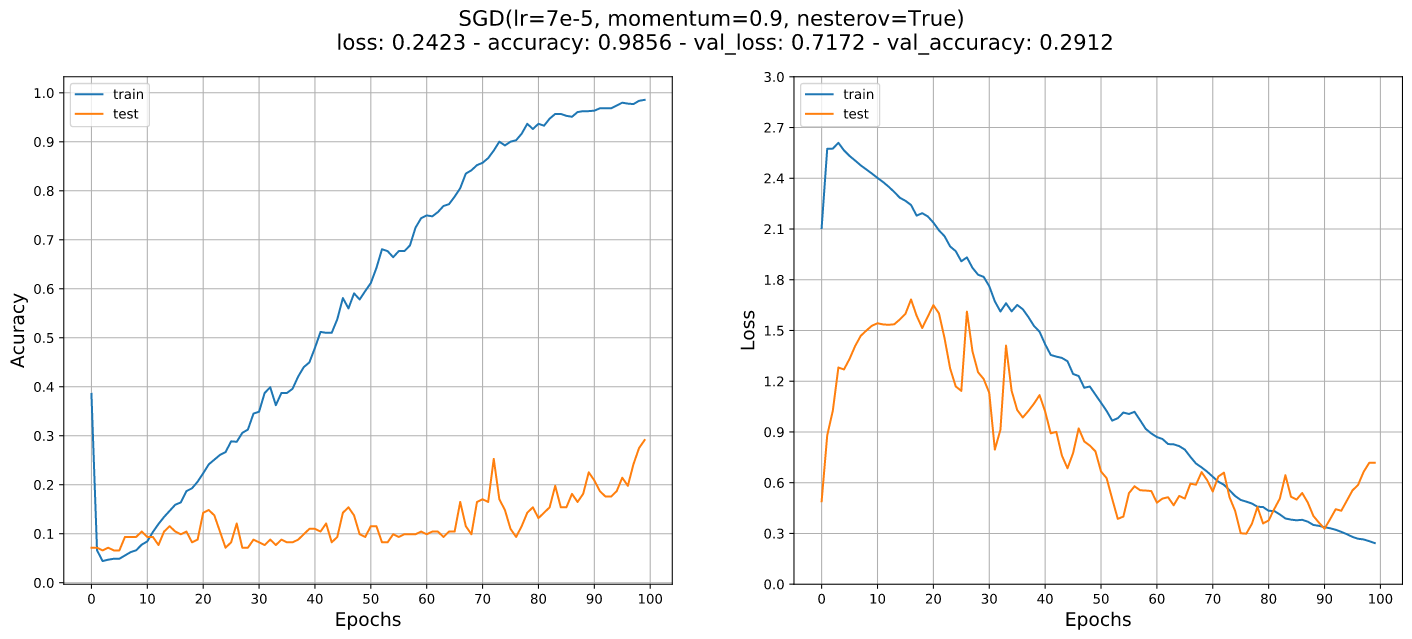 SGD(lr=7e-5, momentum=0.9, nesterov=True)
loss: 0.2423 - accuracy: 0.9856 - val_loss: 0.7172 - val_accuracy: 0.2912
train
test
1.0
0.9
0.8
0.7
0.6
0.5
0.4
0.3
0.2
0.1
0.0
Acuracy
0 10 20 30 40 50 60 70 80 90 100
Epochs
train
test
3.0
2.7
2.4
2.1
1.8
1.5
1.2
0.9
0.6
0.3
0.0
Loss
0 10 20 30 40 50 60 70 80 90 100
Epochs